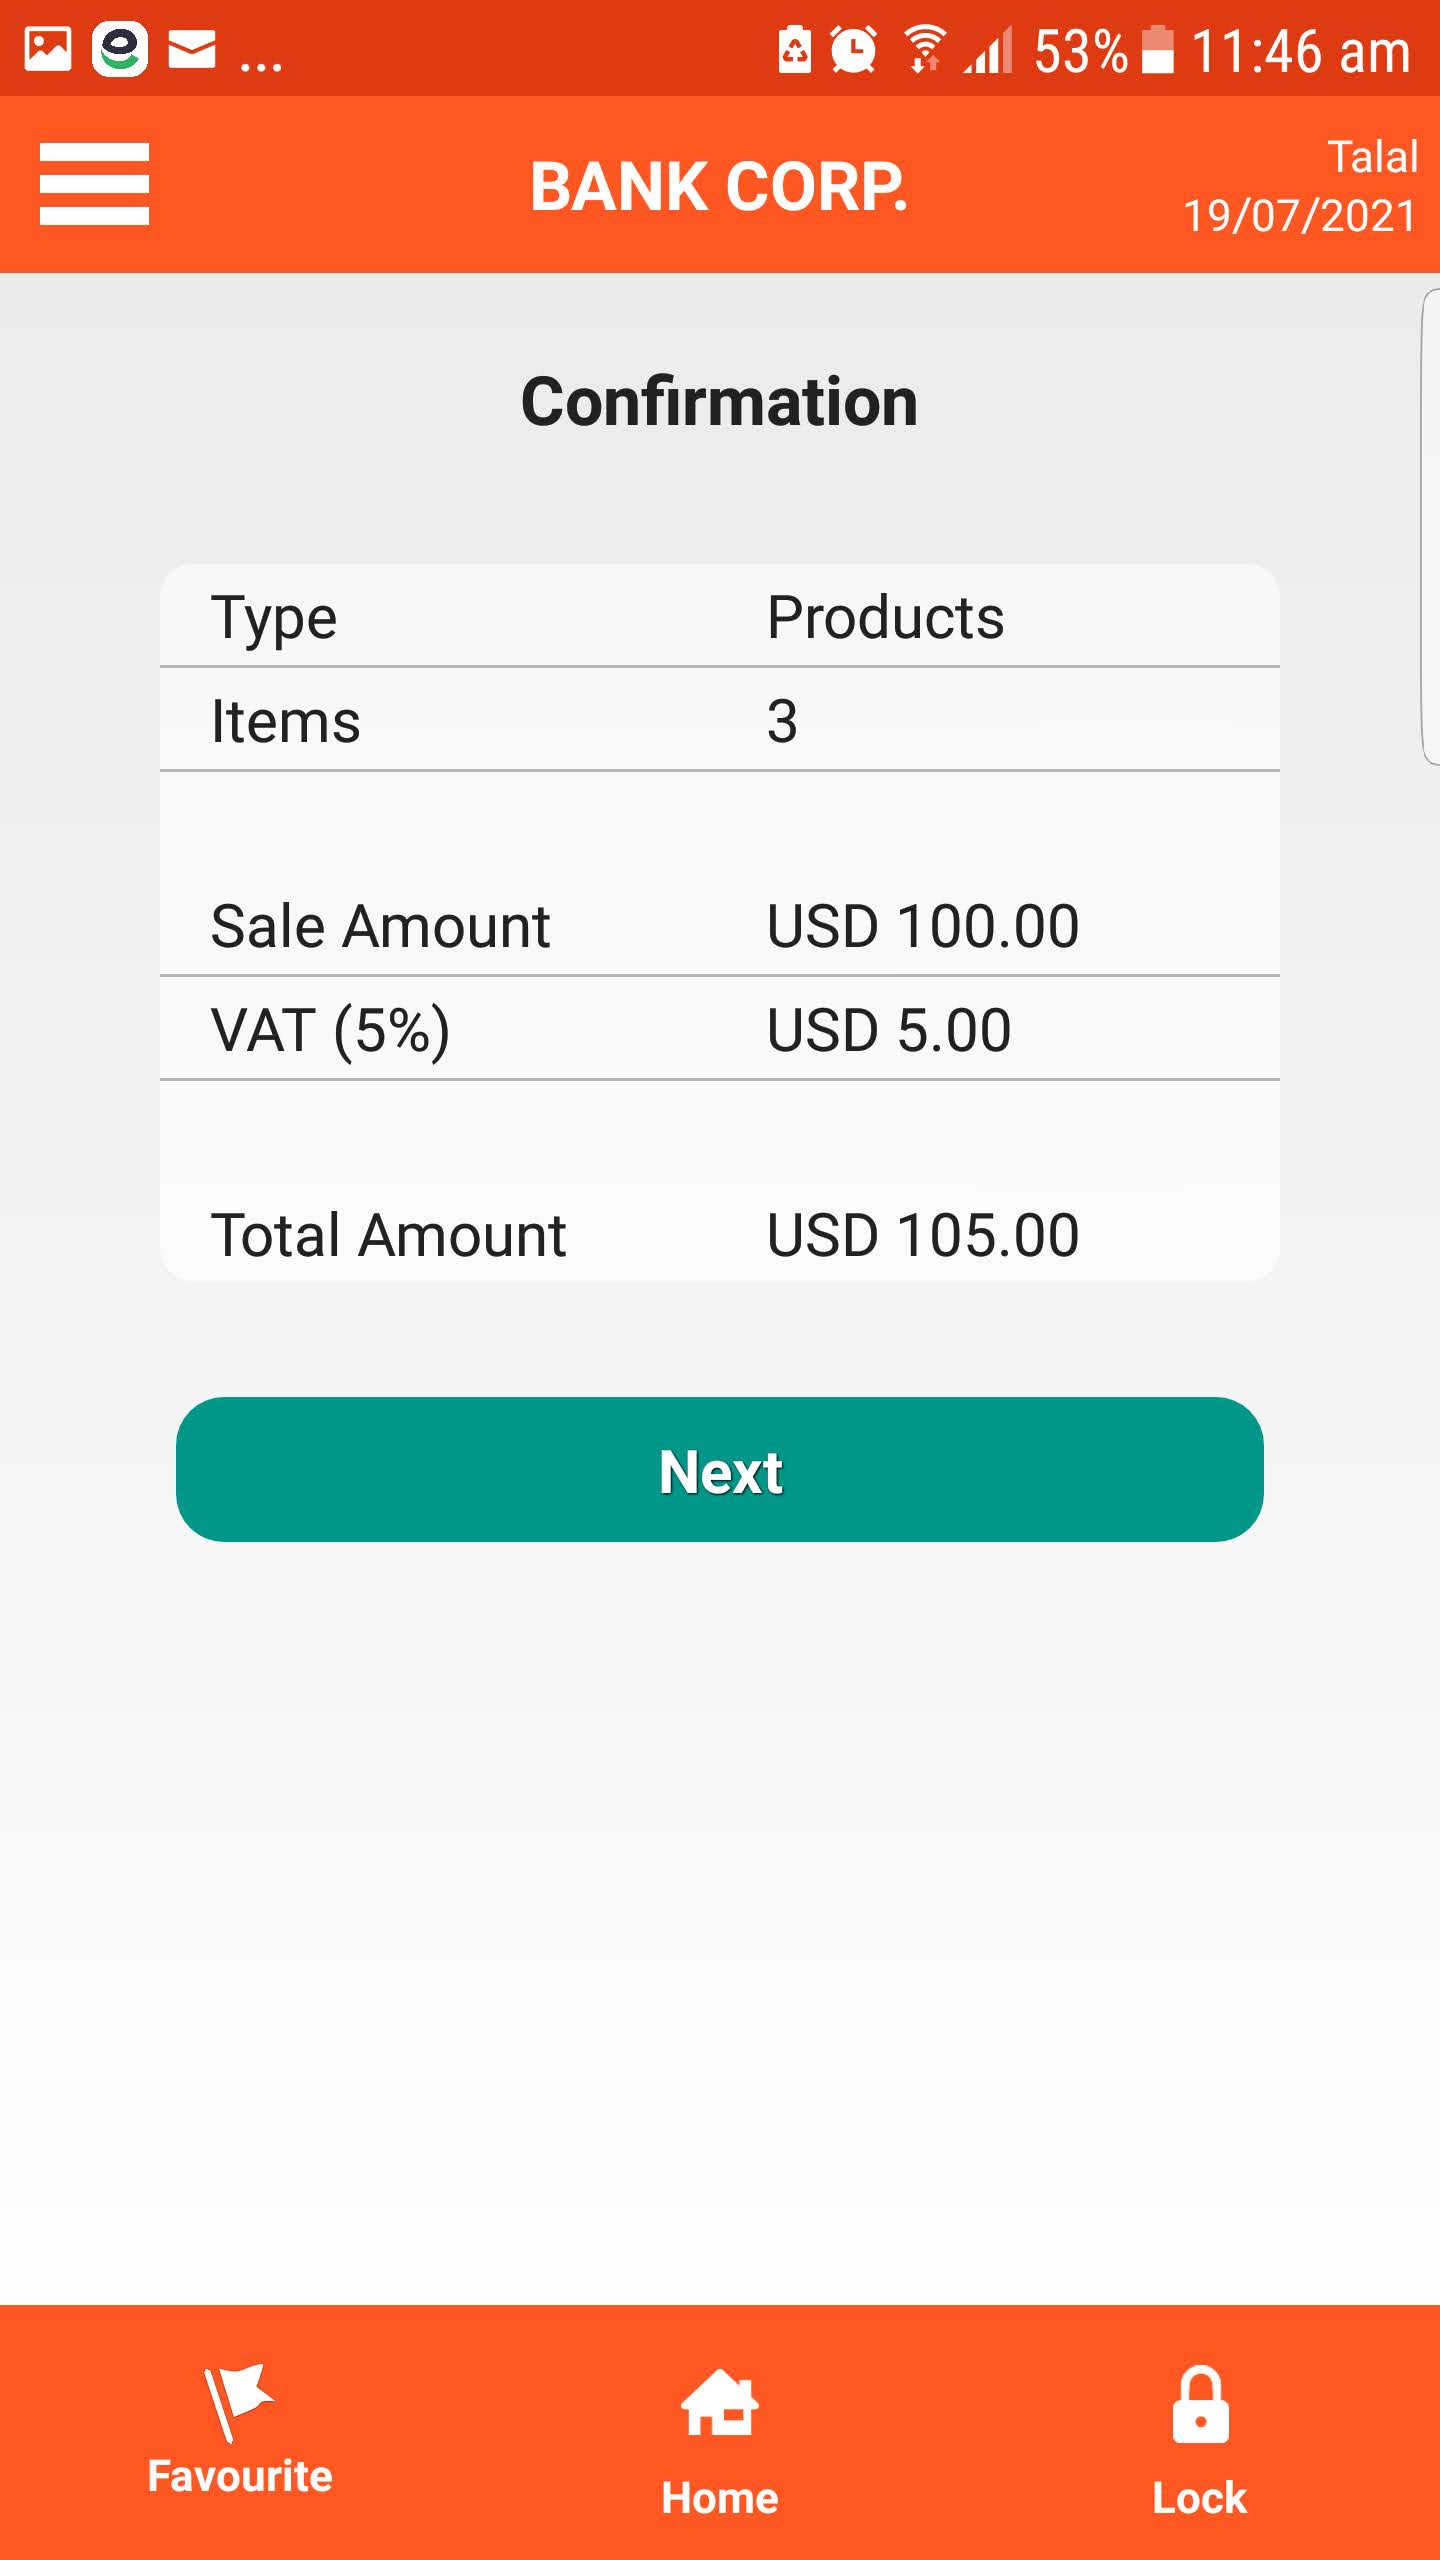 ... 53% 11:46 am
BANK CORP.
Talal
19/07/2021
Confirmation
Type Products
Items 3
Sale Amount USD 100.00
VAT (5%) USD 5.00
Total Amount USD 105.00
Next
Favourite Home Lock